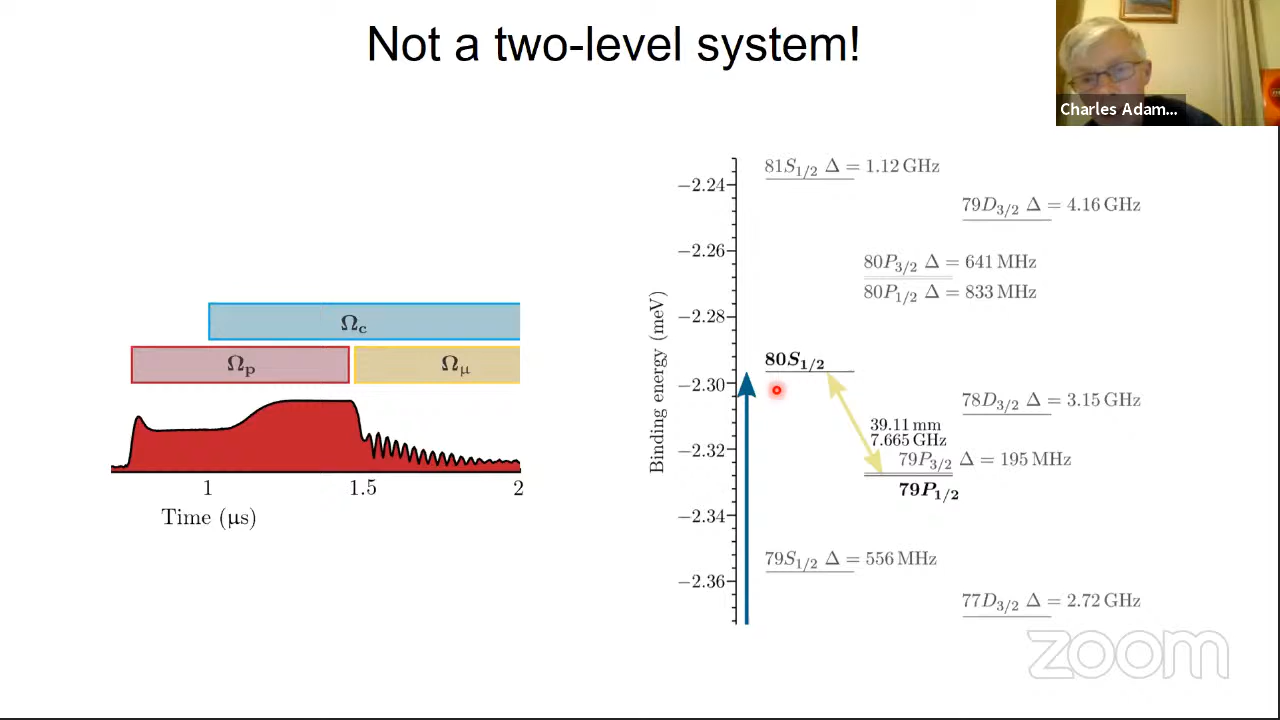 Not a two-level system!
Charles Adam...
Ωc
Ωp
Ωμ
1
1.5
2
Time (μs)
Binding energy (meV)
−2.24
−2.26
−2.28
−2.30
−2.32
−2.34
−2.36
81S1/2 Δ = 1.12 GHz
79D3/2 Δ = 4.16 GHz
80P3/2 Δ = 641 MHz
80P1/2 Δ = 833 MHz
80S1/2
78D3/2 Δ = 3.15 GHz
39.11 mm
7.665 GHz
79P3/2 Δ = 195 MHz
79P1/2
79S1/2 Δ = 556 MHz
77D3/2 Δ = 2.72 GHz
zoom